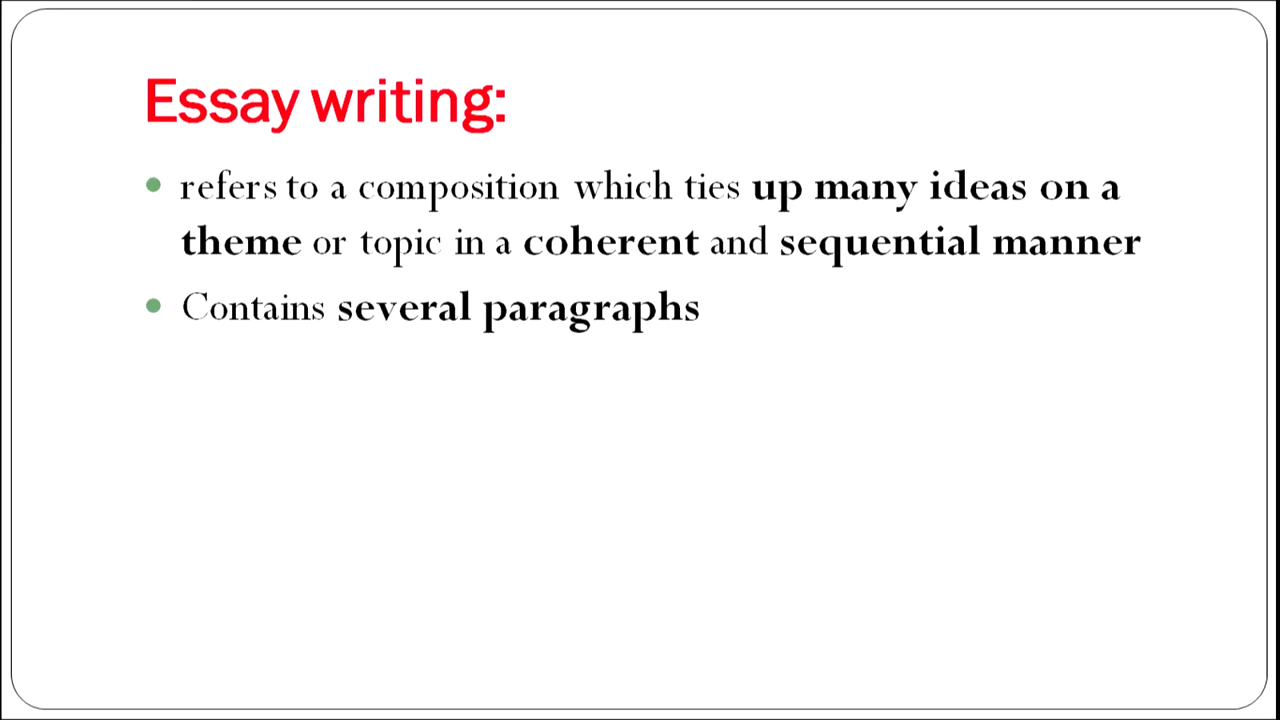 Essay writing:
refers to a composition which ties up many ideas on a
theme or topic in a coherent and sequential manner
Contains several paragraphs